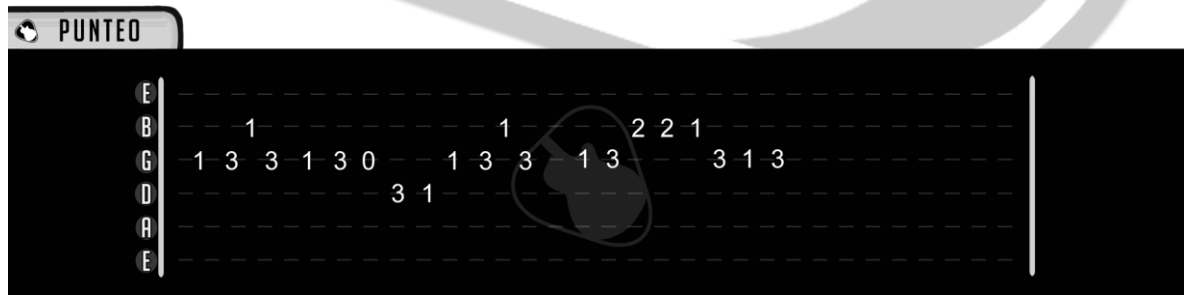 PUNTEO
E
B 1 1 2 2 1
G 1 3 3 1 3 0 1 3 3 1 3 3 1 3
D 3 1
A
E